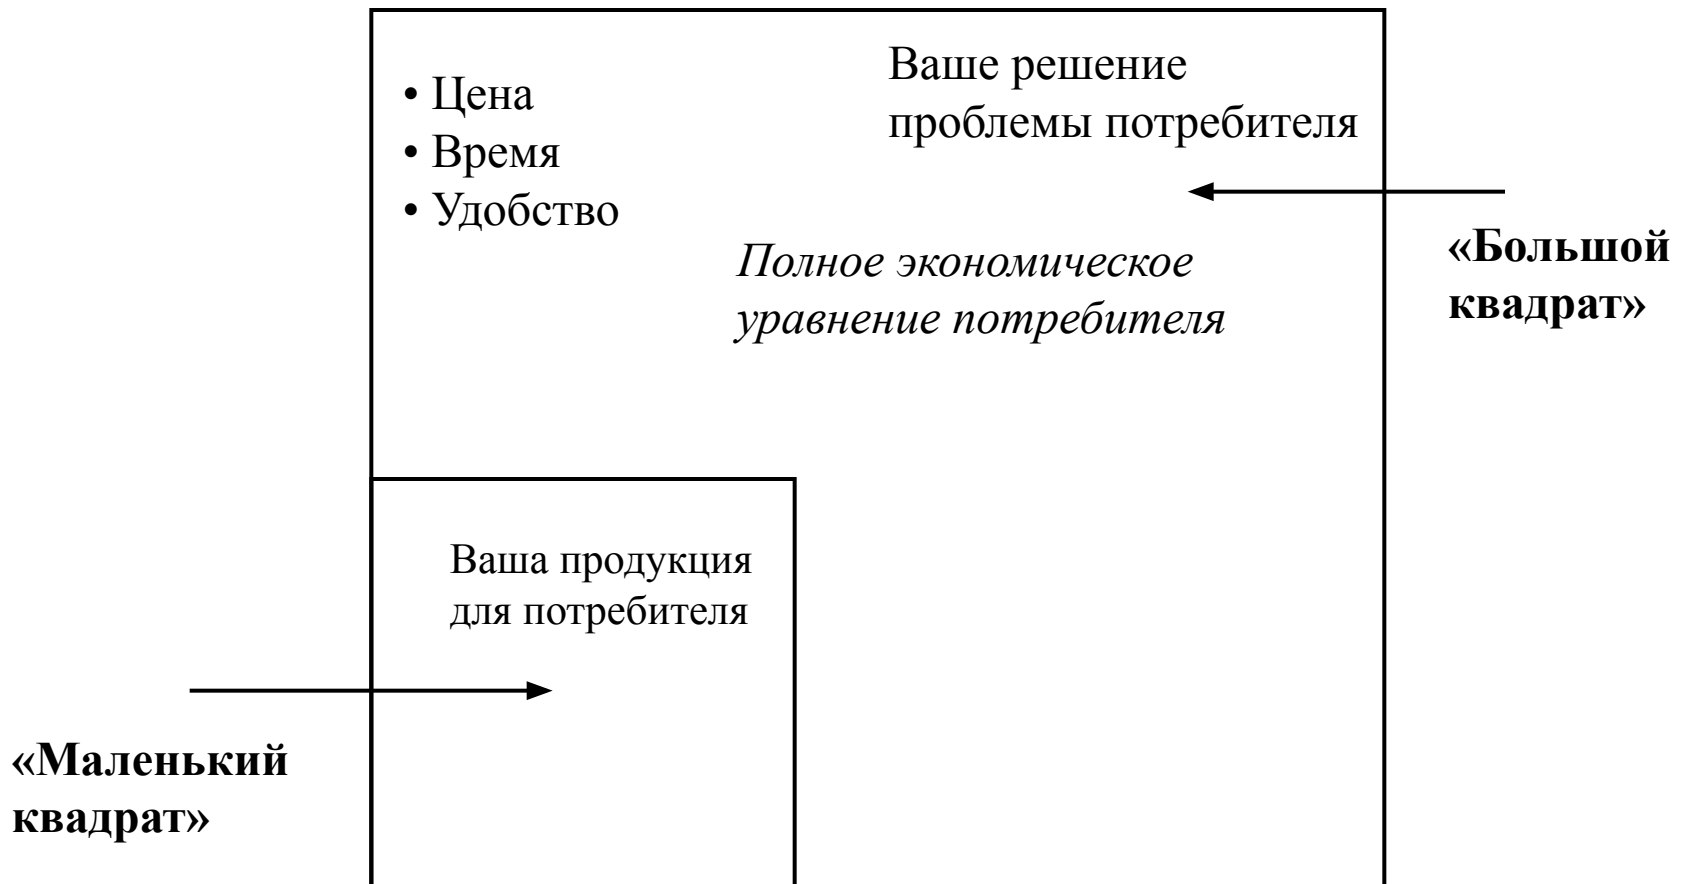 • Цена
• Время
• Удобство
Ваше решение
проблемы потребителя
«Большой
квадрат»
Полное экономическое
уравнение потребителя
Ваша продукция
для потребителя
«Маленький
квадрат»